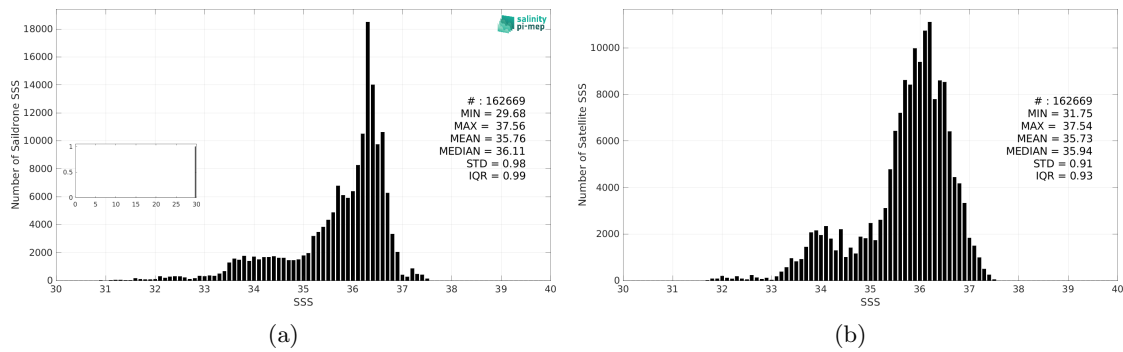 salinity
pi-mep
18000
16000
14000
12000
10000
8000
6000
4000
2000
0
Number of Saildrone SSS
# : 162669
MIN = 29.68
MAX = 37.56
MEAN = 35.76
MEDIAN = 36.11
STD = 0.98
IQR = 0.99
1
0.5
0
0 5 10 15 20 25 30
30 31 32 33 34 35 36 37 38 39 40
SSS
(a)
10000
8000
6000
4000
2000
0
Number of Satellite SSS
# : 162669
MIN = 31.75
MAX = 37.54
MEAN = 35.73
MEDIAN = 35.94
STD = 0.91
IQR = 0.93
30 31 32 33 34 35 36 37 38 39 40
SSS
(b)